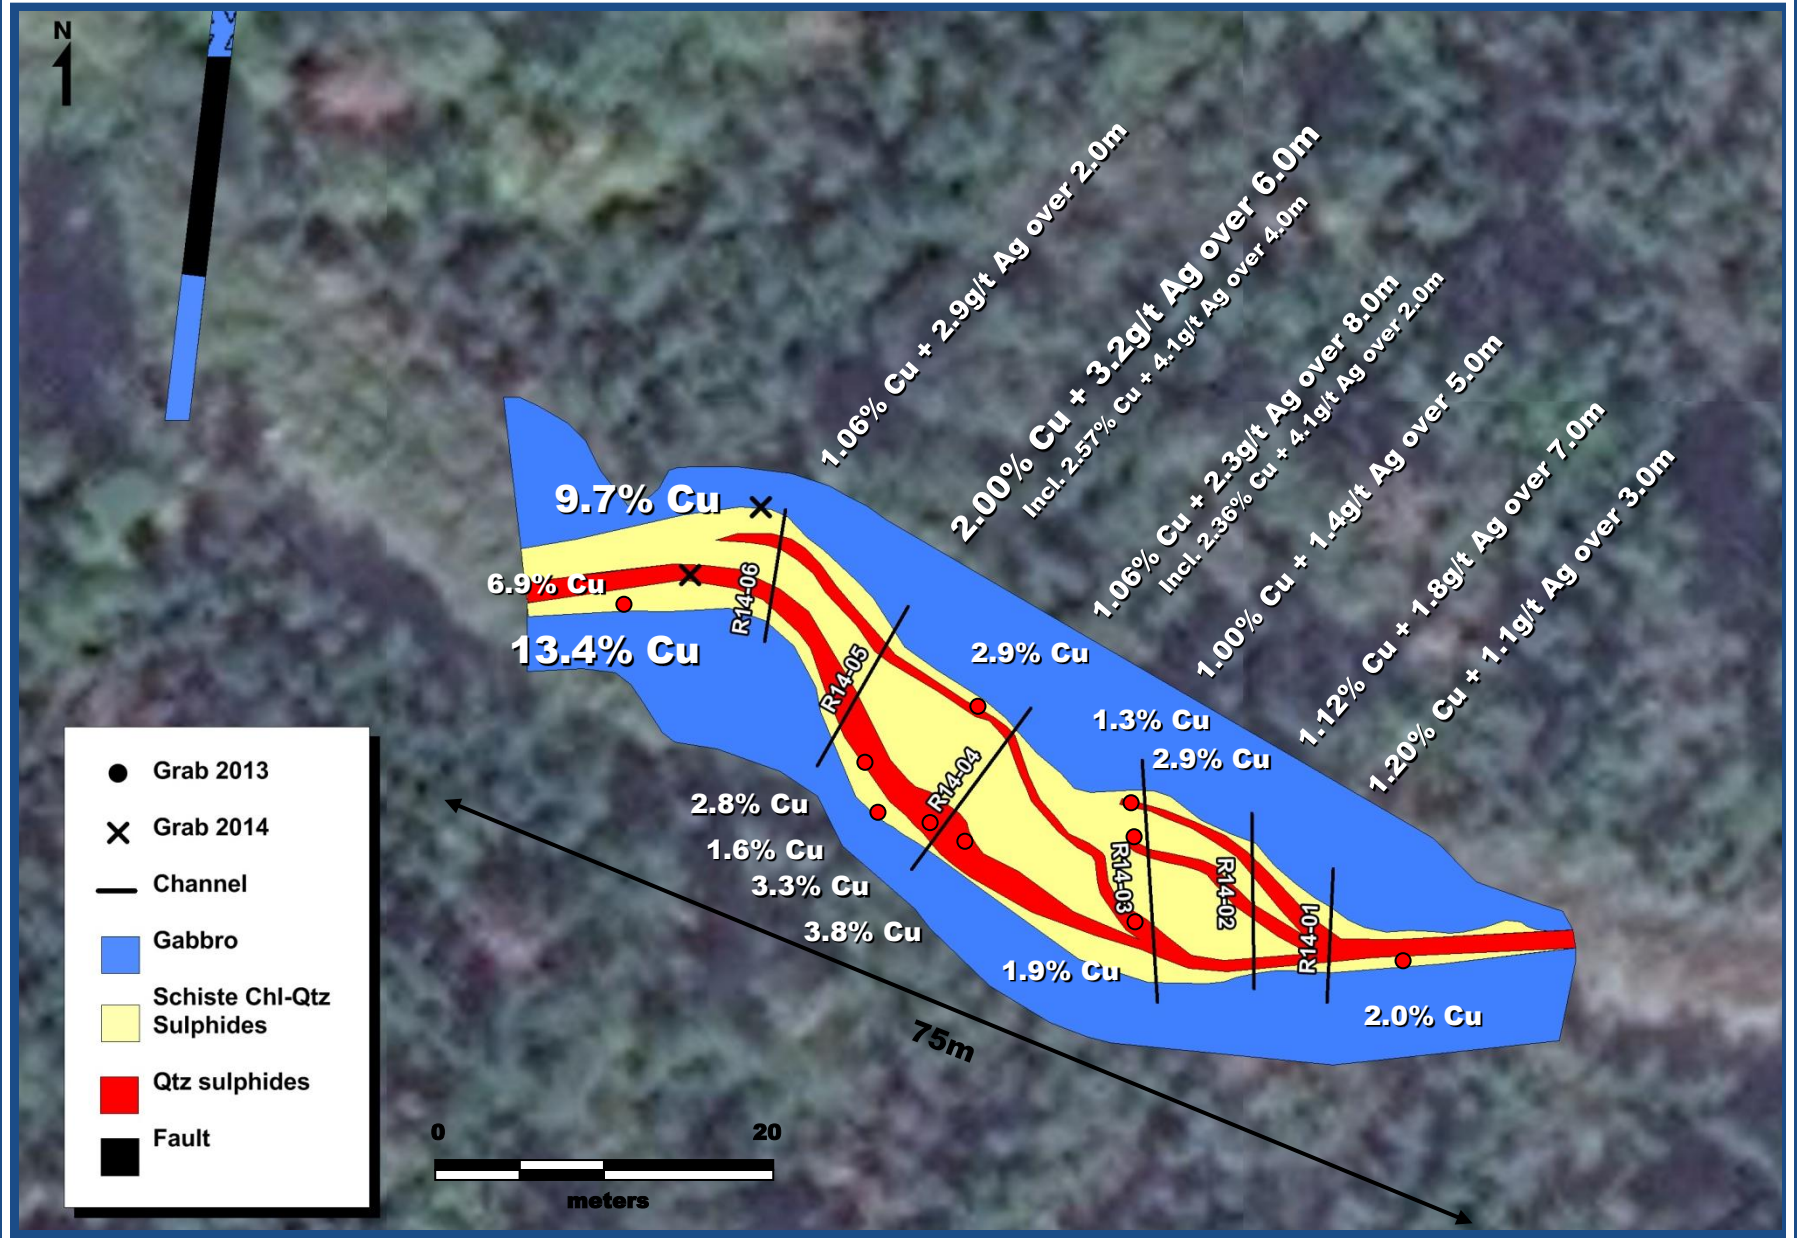 N
1.06% Cu + 2.9g/t Ag over 2.0m
2.00% Cu + 3.2g/t Ag over 6.0m
Incl. 2.57% Cu + 4.1g/t Ag over 4.0m
1.06% Cu + 2.3g/t Ag over 8.0m
Incl. 2.36% Cu + 4.1g/t Ag over 2.0m
1.00% Cu + 1.4g/t Ag over 5.0m
1.12% Cu + 1.8g/t Ag over 7.0m
1.20% Cu + 1.1g/t Ag over 3.0m
9.7% Cu
6.9% Cu
13.4% Cu
R14-06
R14-05
R14-04
R14-03
R14-02
R14-01
2.9% Cu
1.3% Cu
2.9% Cu
2.8% Cu
1.6% Cu
3.3% Cu
3.8% Cu
1.9% Cu
2.0% Cu
75m
Grab 2013
Grab 2014
Channel
Gabbro
Schiste Chl-Qtz
Sulphides
Qtz sulphides
Fault
0 20
meters